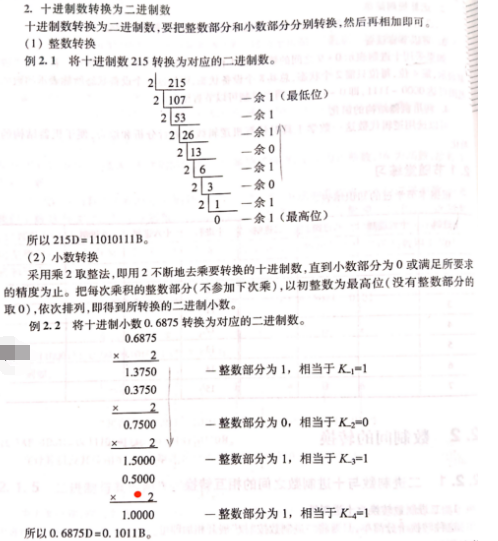 2. 十进制数转换为二进制数
十进制数转换为二进制数,要把整数部分和小数部分分别转换,然后再相加即可。
(1) 整数转换
例 2.1 将十进制数 215 转换为对应的二进制数。
2 215
2 107 —余 1 (最低位)
2 53 —余 1
2 26 —余 1
2 13 —余 0
2 6 —余 1
2 3 —余 0
2 1 —余 1
0 —余 1 (最高位)
所以 215D=11010111B。
(2) 小数转换
采用乘 2 取整法,即用 2 不断地去乘要转换的十进制数,直到小数部分为 0 或满足所要求
的精度为止。把每次乘积的整数部分(不参加下次乘),以初整数为最高位(没有整数部分的
取 0),依次排列,即得到所转换的二进制小数。
例 2.2 将十进制小数 0.6875 转换为对应的二进制数。
0.6875
× 2
1.3750 —整数部分为 1, 相当于 K₋₁=1
0.3750
× 2
0.7500 —整数部分为 0, 相当于 K₋₂=0
× 2
1.5000 —整数部分为 1, 相当于 K₋₃=1
0.5000
× 2
1.0000 —整数部分为 1, 相当于 K₋₄=1
所以 0.6875D=0.1011B。